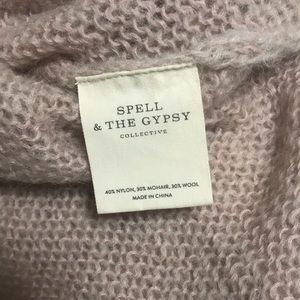 SPELL
& THE GYPSY
COLLECTIVE
40% NYLON, 30% MOHAIR, 30% WOOL
MADE IN CHINA